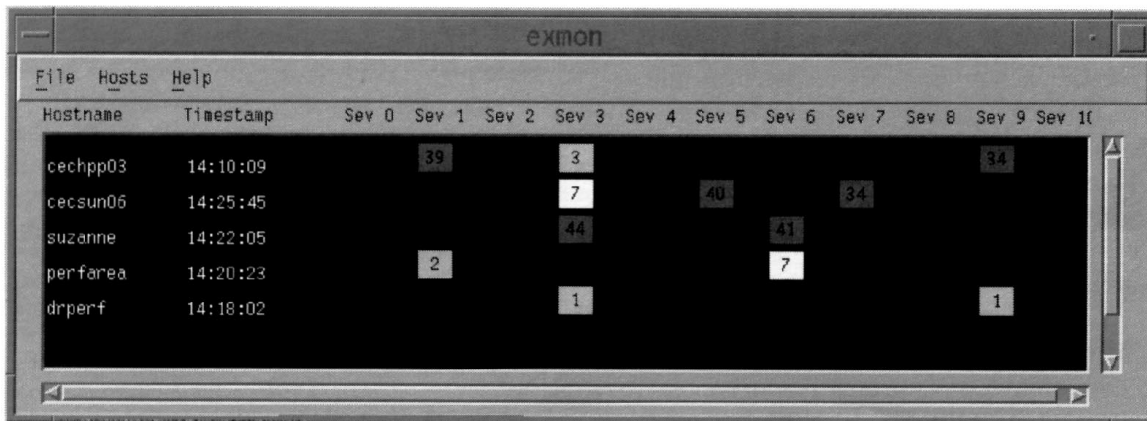 exmon
File Hosts Help
Hostname Timestamp Sev 0 Sev 1 Sev 2 Sev 3 Sev 4 Sev 5 Sev 6 Sev 7 Sev 8 Sev 9 Sev 10
cechpp03 14:10:09 39 3 34
cecsun06 14:25:45 7 40 34
suzanne 14:22:05 44 41
perfarea 14:20:23 2 7
drperf 14:18:02 1 1